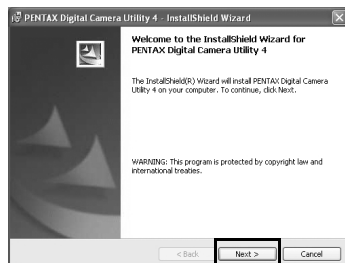 PENTAX Digital Camera Utility 4 - InstallShield Wizard
Welcome to the InstallShield Wizard for
PENTAX Digital Camera Utility 4
The InstallShield(R) Wizard will install PENTAX Digital Camera
Utility 4 on your computer. To continue, click Next.
WARNING: This program is protected by copyright law and
international treaties.
< Back
Next >
Cancel